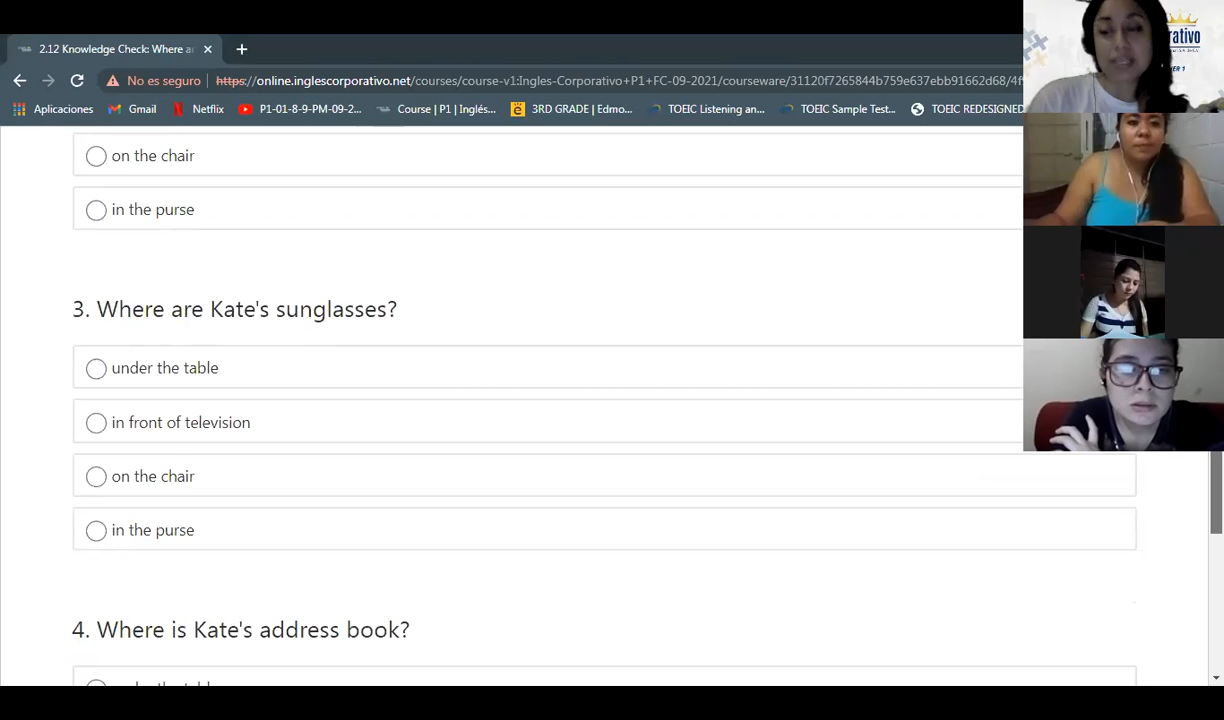 2.12 Knowledge Check: Where ar
No es seguro
https://online.inglescorporativo.net/courses/course-v1:Ingles-Corporativo+P1+FC-09-2021/courseware/31120f7265844b759e637ebb91662d68/4f
Aplicaciones
Gmail
Netflix
P1-01-8-9-PM-09-2...
Course | P1 | Inglés...
3RD GRADE | Edmo...
TOEIC Listening an...
TOEIC Sample Test...
TOEIC REDESIGNED
rativo
on the chair
in the purse
3. Where are Kate's sunglasses?
under the table
in front of television
on the chair
in the purse
4. Where is Kate's address book?